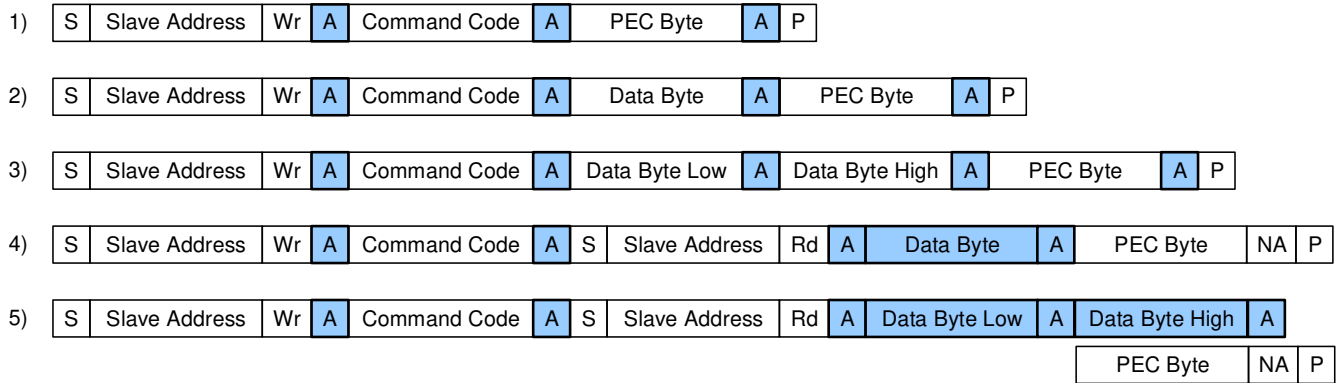 1) S Slave Address Wr A Command Code A PEC Byte A P
2) S Slave Address Wr A Command Code A Data Byte A PEC Byte A P
3) S Slave Address Wr A Command Code A Data Byte Low A Data Byte High A PEC Byte A P
4) S Slave Address Wr A Command Code A S Slave Address Rd A Data Byte A PEC Byte NA P
5) S Slave Address Wr A Command Code A S Slave Address Rd A Data Byte Low A Data Byte High A
PEC Byte NA P